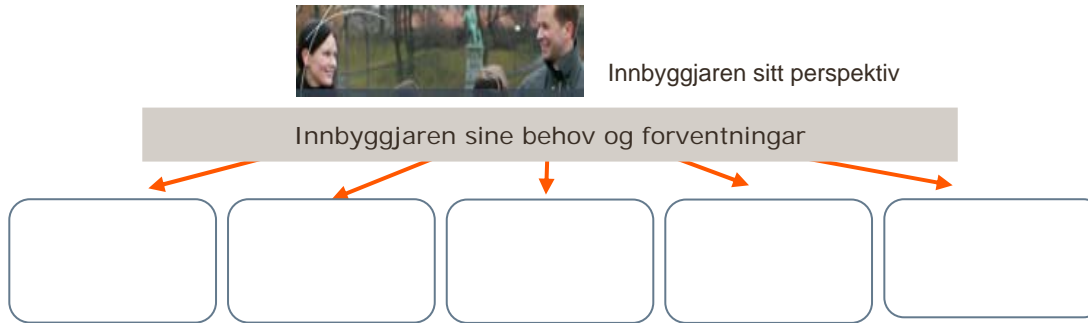 Innbyggjaren sitt perspektiv
Innbyggjaren sine behov og forventningar